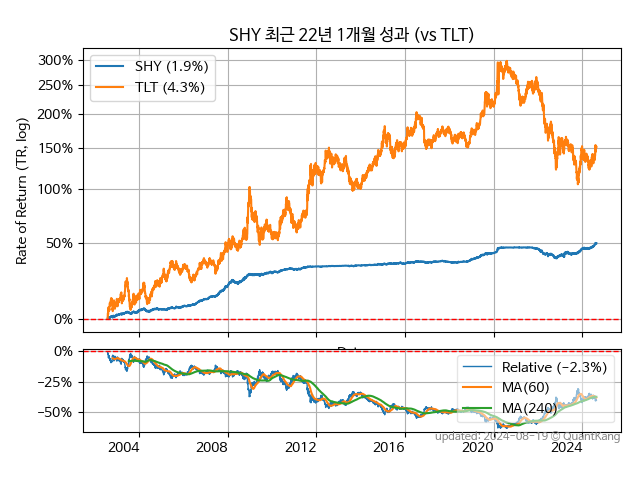 SHY 최근 22년 1개월 성과 (vs TLT)
Rate of Return (TR, log)
300%
250%
200%
150%
100%
50%
0%
SHY (1.9%)
TLT (4.3%)
0%
−25%
−50%
Relative (−2.3%)
MA(60)
MA(240)
2004
2008
2012
2016
2020
2024
updated: 2024-08-19 © QuantKang